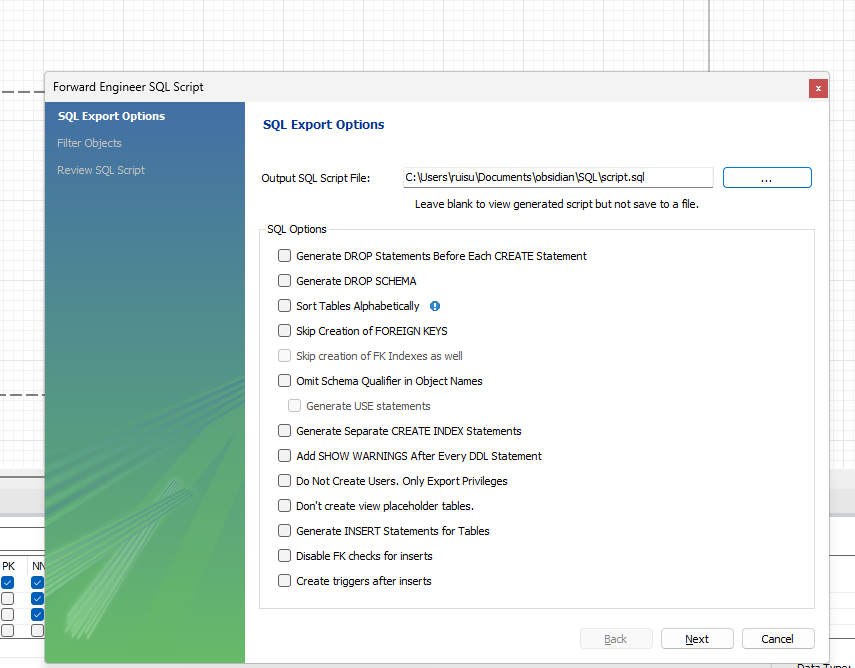 Forward Engineer SQL Script
x
SQL Export Options
Filter Objects
Review SQL Script
SQL Export Options
Output SQL Script File:
C:\Users\ruisu\Documents\obsidian\SQL\script.sql
...
Leave blank to view generated script but not save to a file.
SQL Options
Generate DROP Statements Before Each CREATE Statement
Generate DROP SCHEMA
Sort Tables Alphabetically
Skip Creation of FOREIGN KEYS
Skip creation of FK Indexes as well
Omit Schema Qualifier in Object Names
Generate USE statements
Generate Separate CREATE INDEX Statements
Add SHOW WARNINGS After Every DDL Statement
Do Not Create Users. Only Export Privileges
Don't create view placeholder tables.
Generate INSERT Statements for Tables
Disable FK checks for inserts
Create triggers after inserts
Back
Next
Cancel
PK
NN
Data Type: